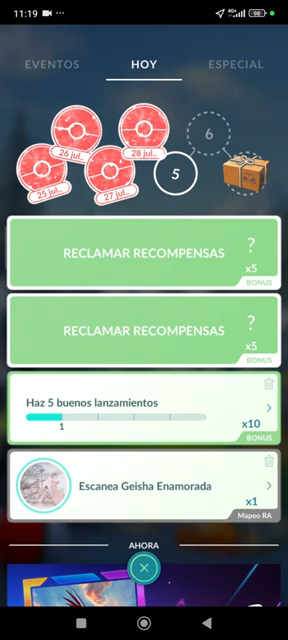 11:19
4G+
98
EVENTOS HOY ESPECIAL
25 jul..
26 jul..
27 jul..
28 jul..
5
6
RECLAMAR RECOMPENSAS
?
x5
BONUS
RECLAMAR RECOMPENSAS
?
x5
BONUS
Haz 5 buenos lanzamientos
1
x10
BONUS
Escanea Geisha Enamorada
x1
Mapeo RA
AHORA